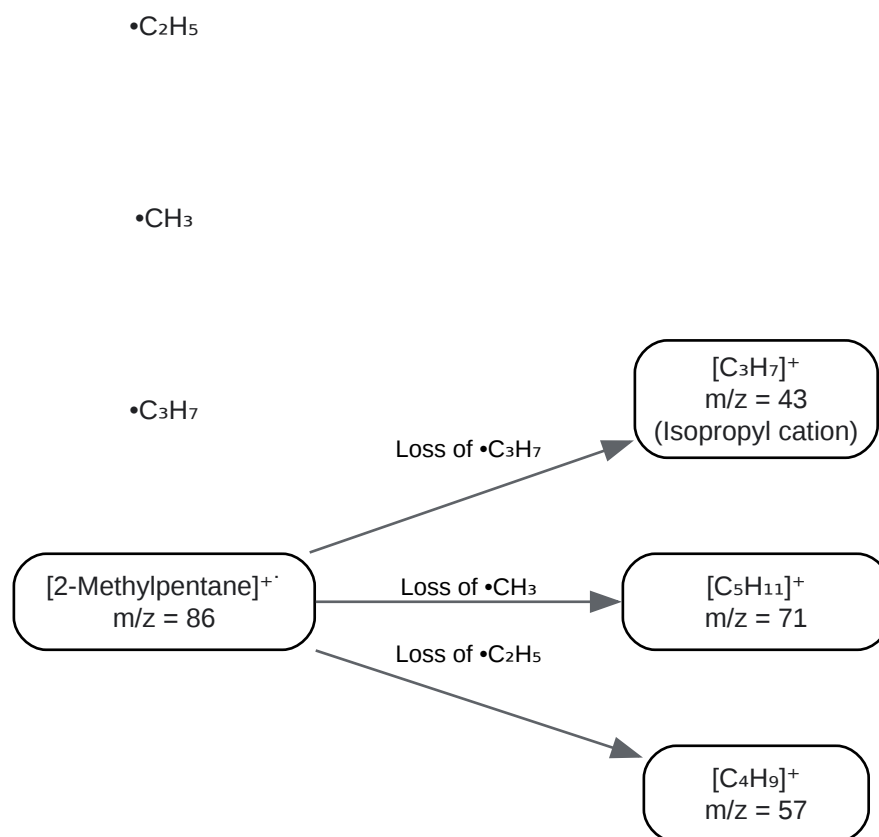 •C₂H₅
•CH₃
[C₃H₇]⁺
m/z = 43
(Isopropyl cation)
•C₃H₇
Loss of •C₃H₇
[2-Methylpentane]⁺˙
m/z = 86
Loss of •CH₃
[C₅H₁₁]⁺
m/z = 71
Loss of •C₂H₅
[C₄H₉]⁺
m/z = 57